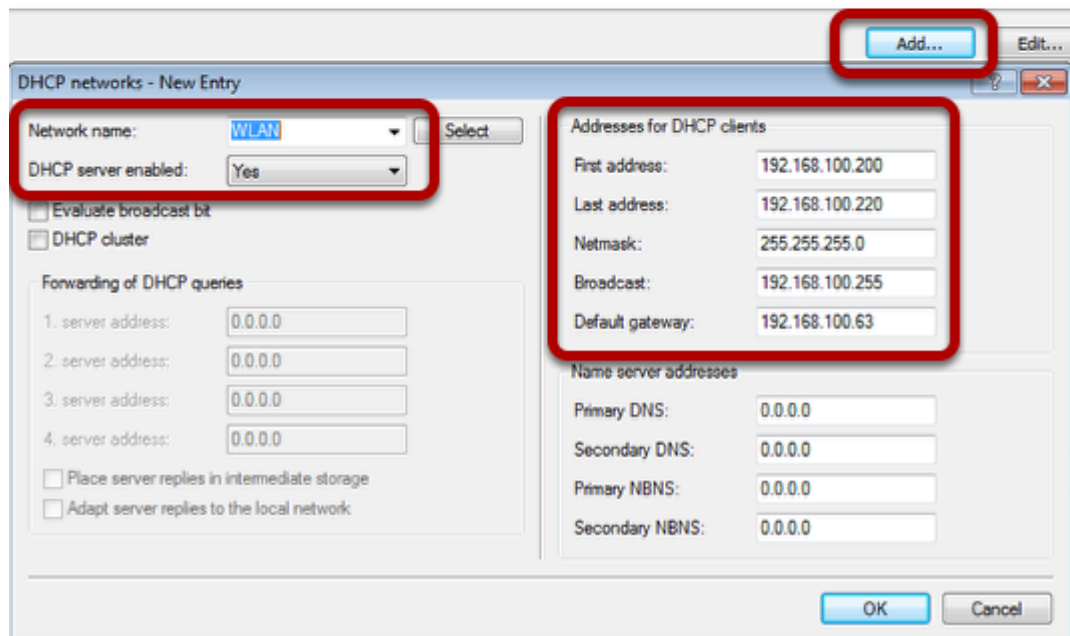 Add... Edit...
DHCP networks - New Entry
Network name: WLAN Select
DHCP server enabled: Yes
Evaluate broadcast bit
DHCP cluster
Forwarding of DHCP queries
1. server address: 0.0.0.0
2. server address: 0.0.0.0
3. server address: 0.0.0.0
4. server address: 0.0.0.0
Place server replies in intermediate storage
Adapt server replies to the local network
Addresses for DHCP clients
First address: 192.168.100.200
Last address: 192.168.100.220
Netmask: 255.255.255.0
Broadcast: 192.168.100.255
Default gateway: 192.168.100.63
Name server addresses
Primary DNS: 0.0.0.0
Secondary DNS: 0.0.0.0
Primary NBNS: 0.0.0.0
Secondary NBNS: 0.0.0.0
OK Cancel